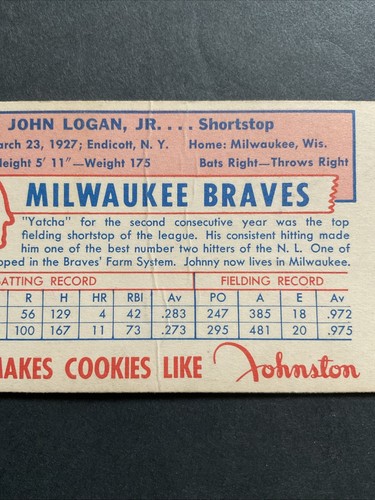 JOHN LOGAN, JR. . . . Shortstop
arch 23, 1927; Endicott, N. Y. Home: Milwaukee, Wis.
eight 5' 11"—Weight 175 Bats Right—Throws Right
MILWAUKEE BRAVES
"Yatcha" for the second consecutive year was the top
fielding shortstop of the league. His consistent hitting made
him one of the best number two hitters of the N. L. One of
pped in the Braves' Farm System. Johnny now lives in Milwaukee.
ATTING RECORD FIELDING RECORD
R H HR RBI Av PO A E Av
56 129 4 42 .283 247 385 18 .972
100 167 11 73 .273 295 481 20 .975
MAKES COOKIES LIKE Johnston